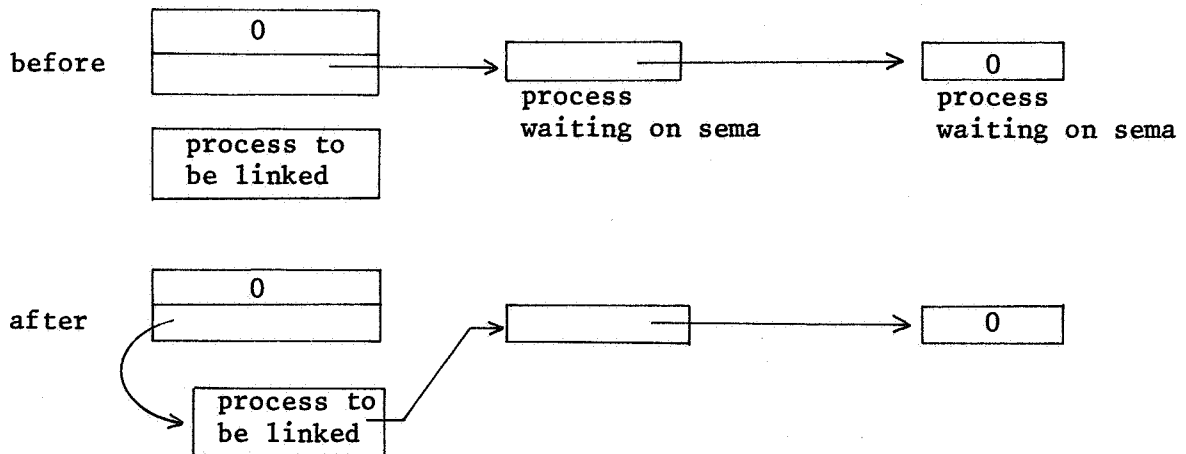 0
before
0
process
waiting on sema
process
waiting on sema
process to
be linked
0
after
0
process to
be linked